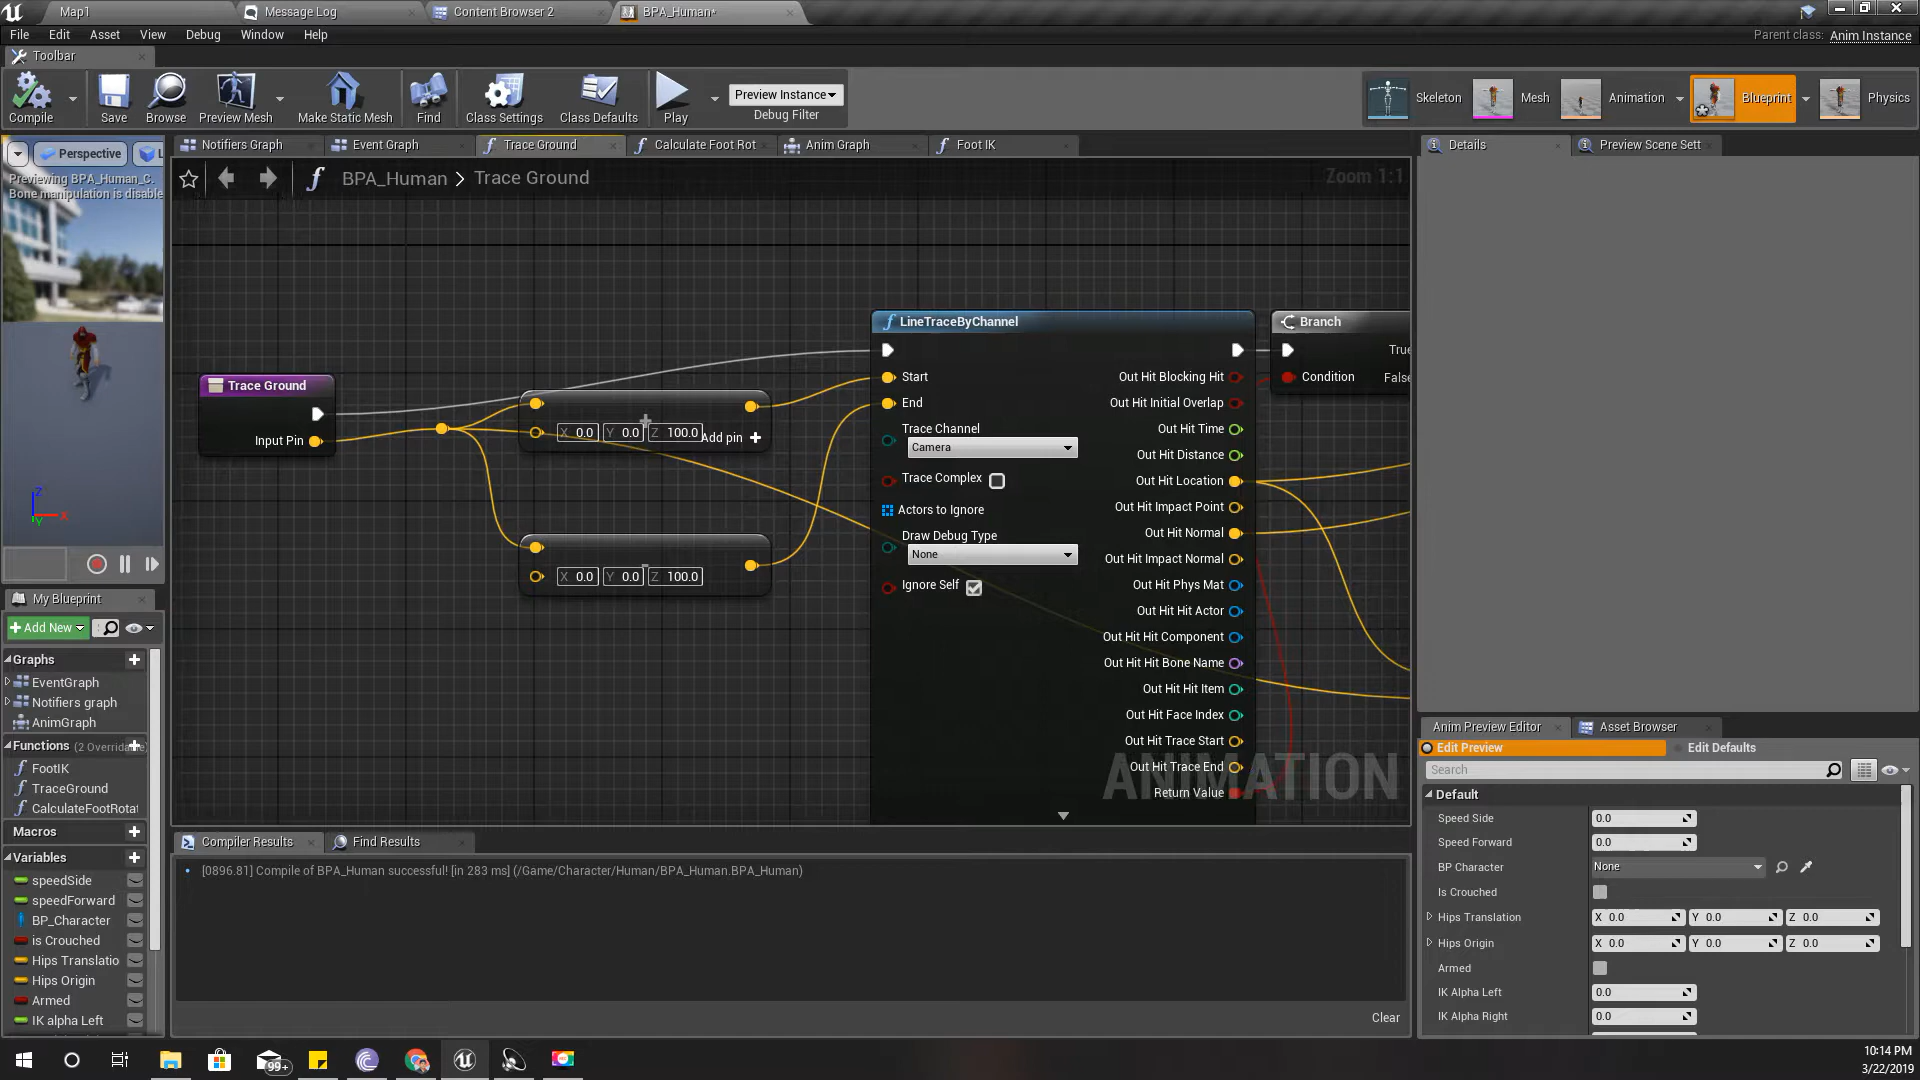 Map1
Message Log
Content Browser 2
BPA_Human*
File Edit Asset View Debug Window Help
Parent class: Anim Instance
Toolbar
Compile
Save
Browse
Preview Mesh
Make Static Mesh
Find
Class Settings
Class Defaults
Play
Preview Instance
Debug Filter
Skeleton
Mesh
Animation
Blueprint
Physics
Perspective
Previewing BPA_Human_C.
Bone manipulation is disable
Notifiers Graph
Event Graph
Trace Ground
Calculate Foot Rot
Anim Graph
Foot IK
BPA_Human > Trace Ground
Zoom 1:1
Trace Ground
Input Pin
X 0.0 Y 0.0 Z 100.0
Add pin +
X 0.0 Y 0.0 Z 100.0
LineTraceByChannel
Start
End
Trace Channel
Camera
Trace Complex
Actors to Ignore
Draw Debug Type
None
Ignore Self
Out Hit Blocking Hit
Out Hit Initial Overlap
Out Hit Time
Out Hit Distance
Out Hit Location
Out Hit Impact Point
Out Hit Normal
Out Hit Impact Normal
Out Hit Phys Mat
Out Hit Hit Actor
Out Hit Hit Component
Out Hit Hit Bone Name
Out Hit Hit Item
Out Hit Face Index
Out Hit Trace Start
Out Hit Trace End
Return Value
Branch
True
Condition
False
ANIMATION
My Blueprint
+ Add New
Graphs
EventGraph
Notifiers graph
AnimGraph
Functions (2 Overridable
FootIK
TraceGround
CalculateFootRotat
Macros
Variables
speedSide
speedForward
BP_Character
is Crouched
Hips Translatio
Hips Origin
Armed
IK alpha Left
Compiler Results
Find Results
[0896.81] Compile of BPA_Human successful! [in 283 ms] (/Game/Character/Human/BPA_Human.BPA_Human)
Clear
Details
Preview Scene Sett
Anim Preview Editor
Asset Browser
Edit Preview
Edit Defaults
Search
Default
Speed Side 0.0
Speed Forward 0.0
BP Character None
Is Crouched
Hips Translation X 0.0 Y 0.0 Z 0.0
Hips Origin X 0.0 Y 0.0 Z 0.0
Armed
IK Alpha Left 0.0
IK Alpha Right 0.0
99+
10:14 PM
3/22/2019